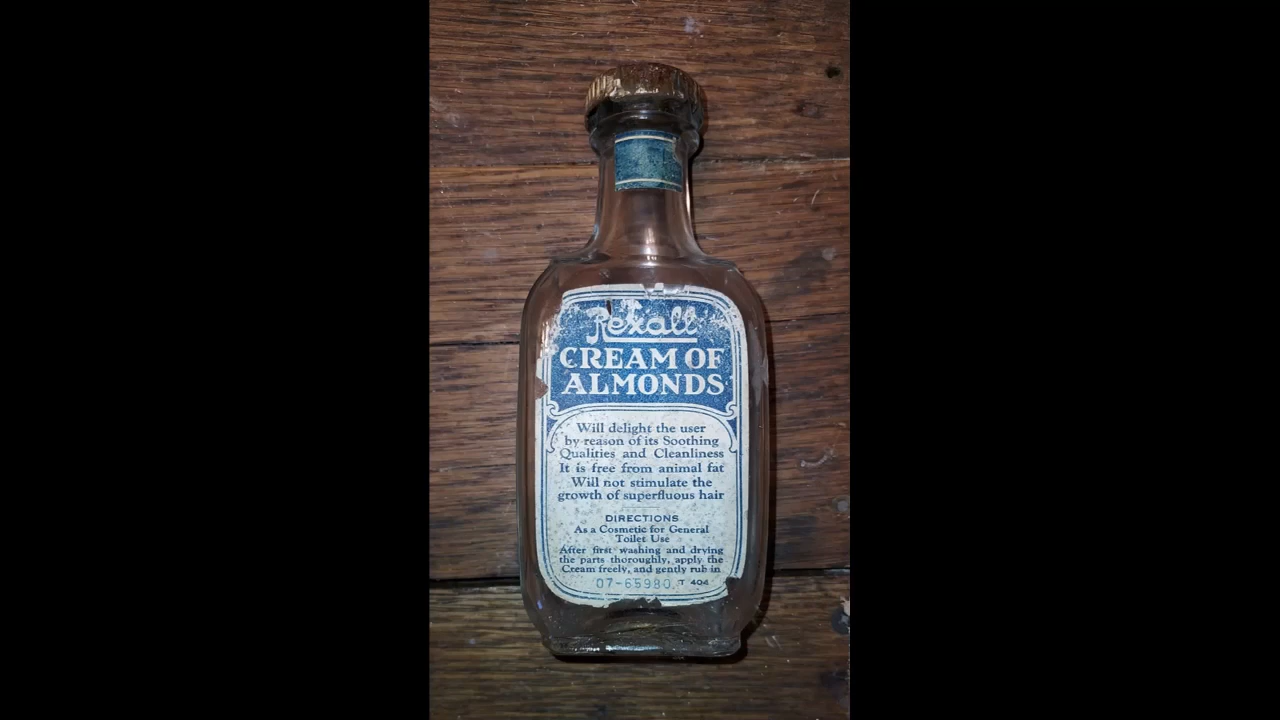 Rexall
CREAM OF
ALMONDS
Will delight the user
by reason of its Soothing
Qualities and Cleanliness
It is free from animal fat
Will not stimulate the
growth of superfluous hair
DIRECTIONS
As a Cosmetic for General
Toilet Use
After first washing and drying
the parts thoroughly, apply the
Cream freely, and gently rub in
07-65980 T 404